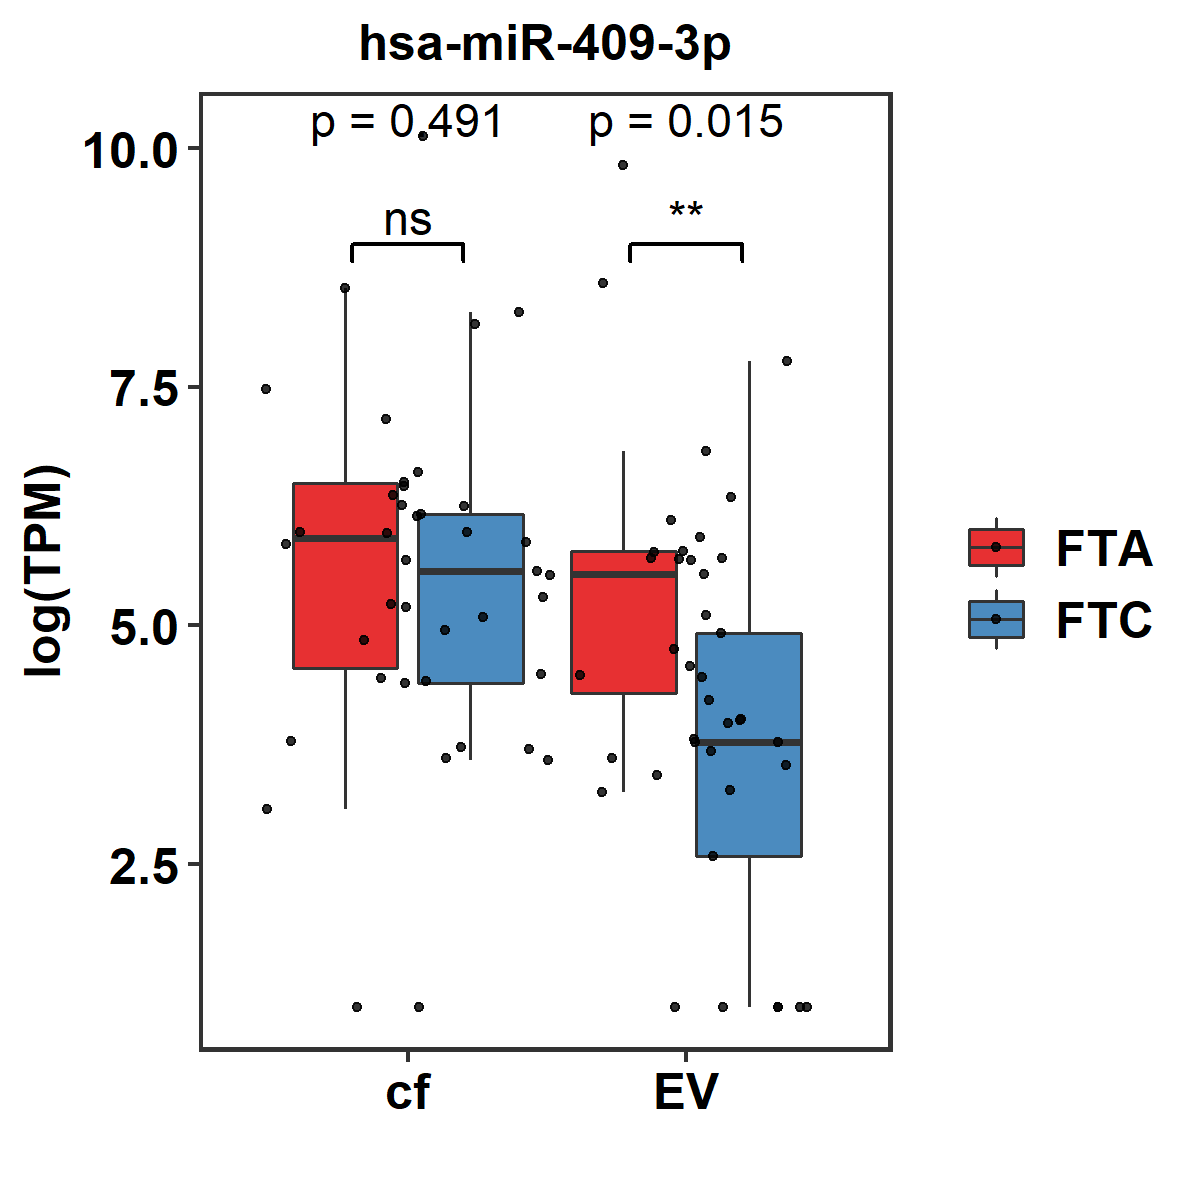 hsa-miR-409-3p
p = 0.491
p = 0.015
10.0
ns
**
7.5
log(TPM)
5.0
2.5
cf
EV
FTA
FTC